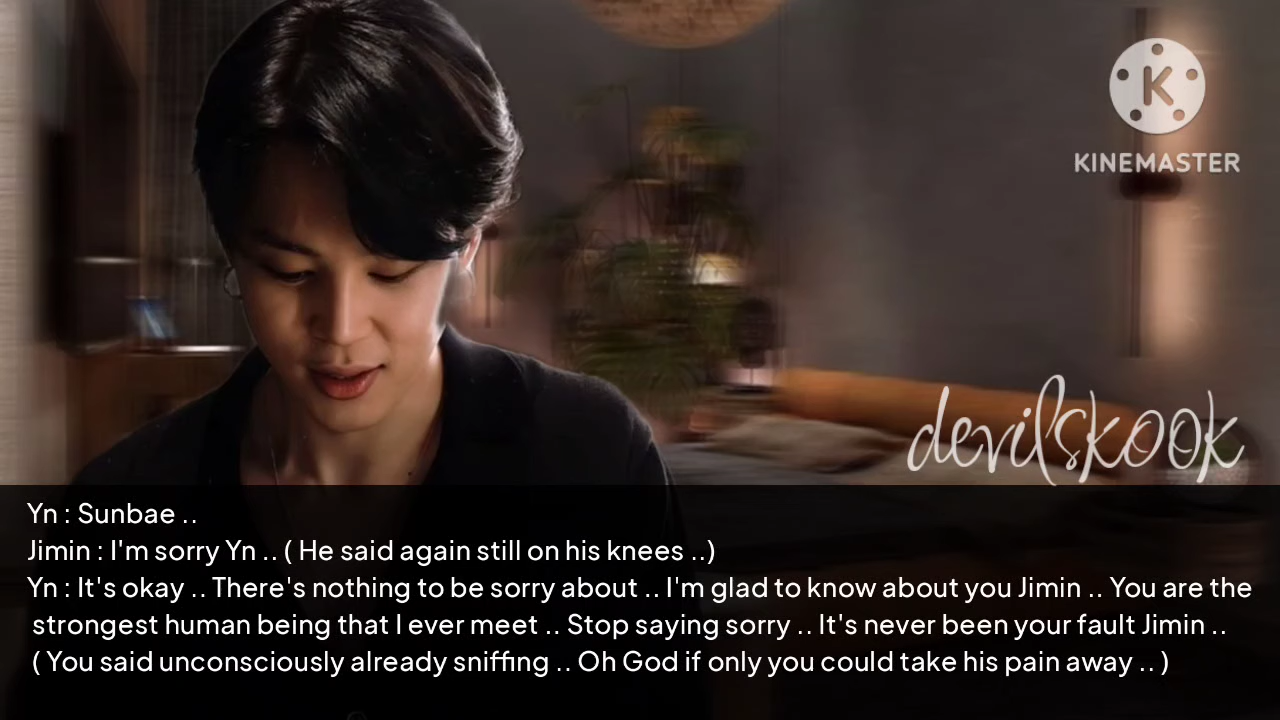 KINEMASTER
devilskook
Yn : Sunbae ..
Jimin : I'm sorry Yn .. ( He said again still on his knees ..)
Yn : It's okay .. There's nothing to be sorry about .. I'm glad to know about you Jimin .. You are the
strongest human being that I ever meet .. Stop saying sorry .. It's never been your fault Jimin ..
( You said unconsciously already sniffing .. Oh God if only you could take his pain away .. )